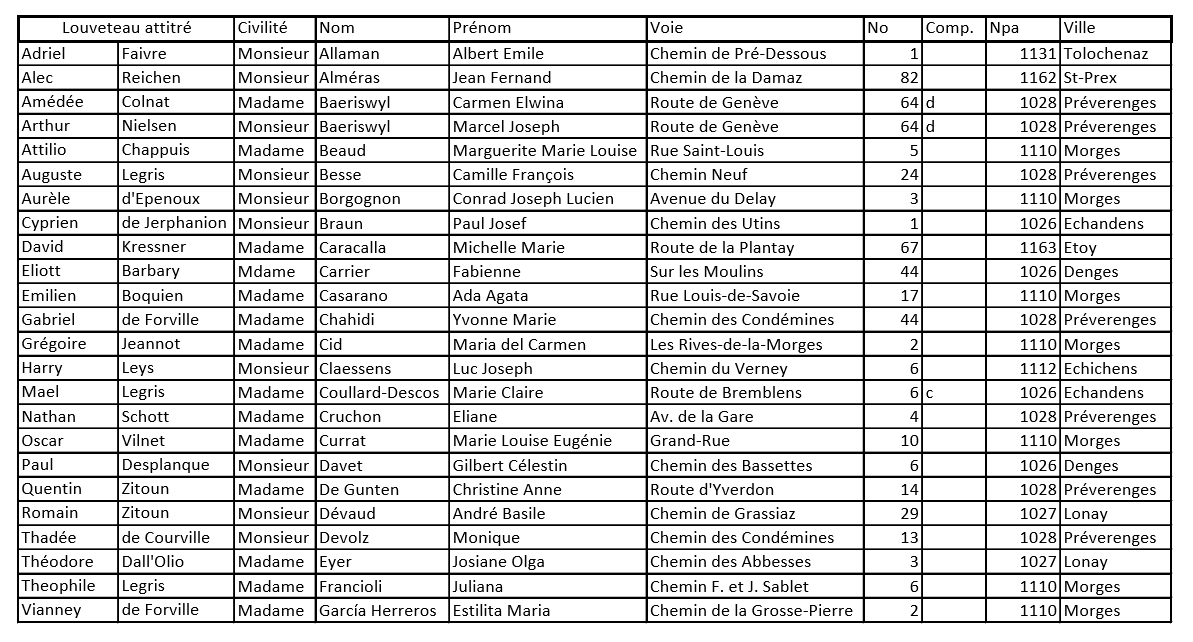 Louveteau attitré Civilité Nom Prénom Voie No Comp. Npa Ville
Adriel Faivre Monsieur Allaman Albert Emile Chemin de Pré-Dessous 1 1131 Tolochenaz
Alec Reichen Monsieur Alméras Jean Fernand Chemin de la Damaz 82 1162 St-Prex
Amédée Colnat Madame Baeriswyl Carmen Elwina Route de Genève 64 d 1028 Préverenges
Arthur Nielsen Monsieur Baeriswyl Marcel Joseph Route de Genève 64 d 1028 Préverenges
Attilio Chappuis Madame Beaud Marguerite Marie Louise Rue Saint-Louis 5 1110 Morges
Auguste Legris Monsieur Besse Camille François Chemin Neuf 24 1028 Préverenges
Aurèle d'Epenoux Monsieur Borgognon Conrad Joseph Lucien Avenue du Delay 3 1110 Morges
Cyprien de Jerphanion Monsieur Braun Paul Josef Chemin des Utins 1 1026 Echandens
David Kressner Madame Caracalla Michelle Marie Route de la Plantay 67 1163 Etoy
Eliott Barbary Mdame Carrier Fabienne Sur les Moulins 44 1026 Denges
Emilien Boquien Madame Casarano Ada Agata Rue Louis-de-Savoie 17 1110 Morges
Gabriel de Forville Madame Chahidi Yvonne Marie Chemin des Condémines 44 1028 Préverenges
Grégoire Jeannot Madame Cid Maria del Carmen Les Rives-de-la-Morges 2 1110 Morges
Harry Leys Monsieur Claessens Luc Joseph Chemin du Verney 6 1112 Echichens
Mael Legris Madame Coullard-Descos Marie Claire Route de Bremblens 6 c 1026 Echandens
Nathan Schott Madame Cruchon Eliane Av. de la Gare 4 1028 Préverenges
Oscar Vilnet Madame Currat Marie Louise Eugénie Grand-Rue 10 1110 Morges
Paul Desplanque Monsieur Davet Gilbert Célestin Chemin des Bassettes 6 1026 Denges
Quentin Zitoun Madame De Gunten Christine Anne Route d'Yverdon 14 1028 Préverenges
Romain Zitoun Monsieur Dévaud André Basile Chemin de Grassiaz 29 1027 Lonay
Thadée de Courville Monsieur Devolz Monique Chemin des Condémines 13 1028 Préverenges
Théodore Dall'Olio Madame Eyer Josiane Olga Chemin des Abbesses 3 1027 Lonay
Theophile Legris Madame Francioli Juliana Chemin F. et J. Sablet 6 1110 Morges
Vianney de Forville Madame García Herreros Estilita Maria Chemin de la Grosse-Pierre 2 1110 Morges